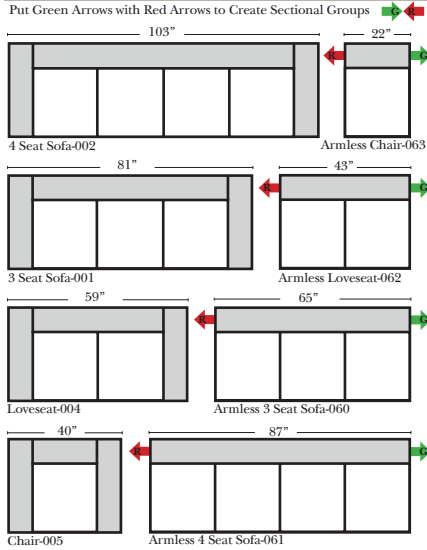 Put Green Arrows with Red Arrows to Create Sectional Groups G R
103” 22”
R G
4 Seat Sofa-002 Armless Chair-063
81” 43”
R G
3 Seat Sofa-001 Armless Loveseat-062
59” 65”
R G
Loveseat-004 Armless 3 Seat Sofa-060
40” 87”
R G
Chair-005 Armless 4 Seat Sofa-061